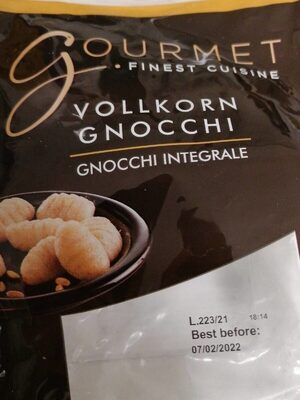 GOURMET
FINEST CUISINE
VOLLKORN
GNOCCHI
GNOCCHI INTEGRALE
L.223/21 18:14
Best before:
07/02/2022